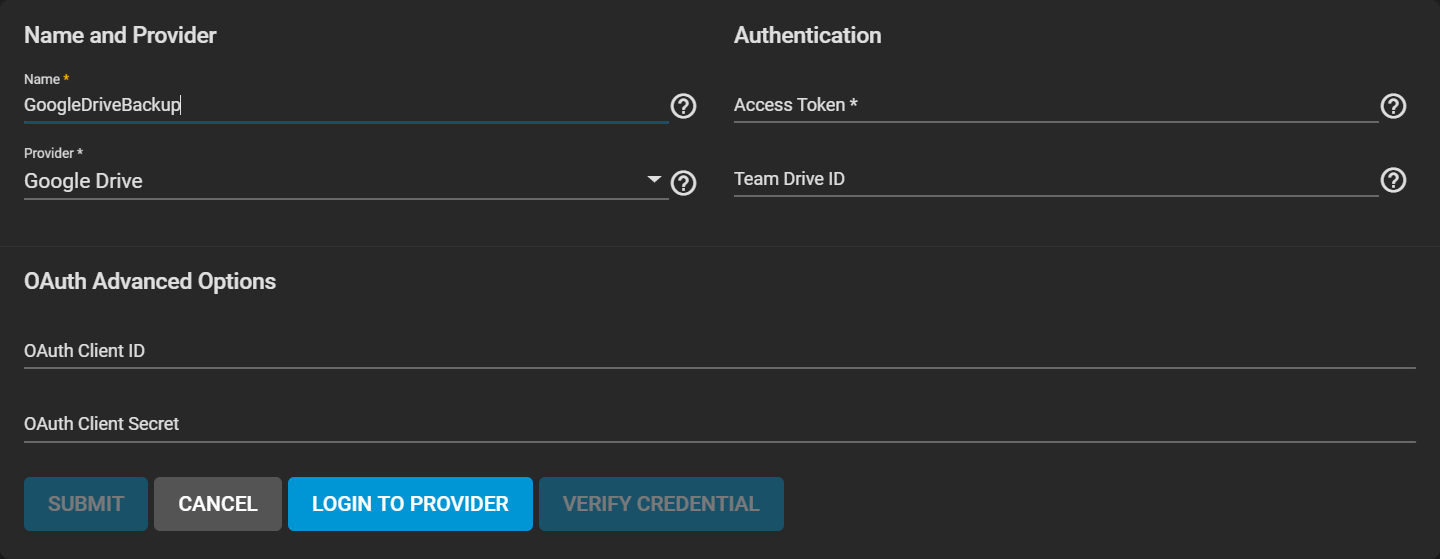 Name and Provider
Name *
GoogleDriveBackup
Provider *
Google Drive
Authentication
Access Token *
Team Drive ID
OAuth Advanced Options
OAuth Client ID
OAuth Client Secret
SUBMIT
CANCEL
LOGIN TO PROVIDER
VERIFY CREDENTIAL